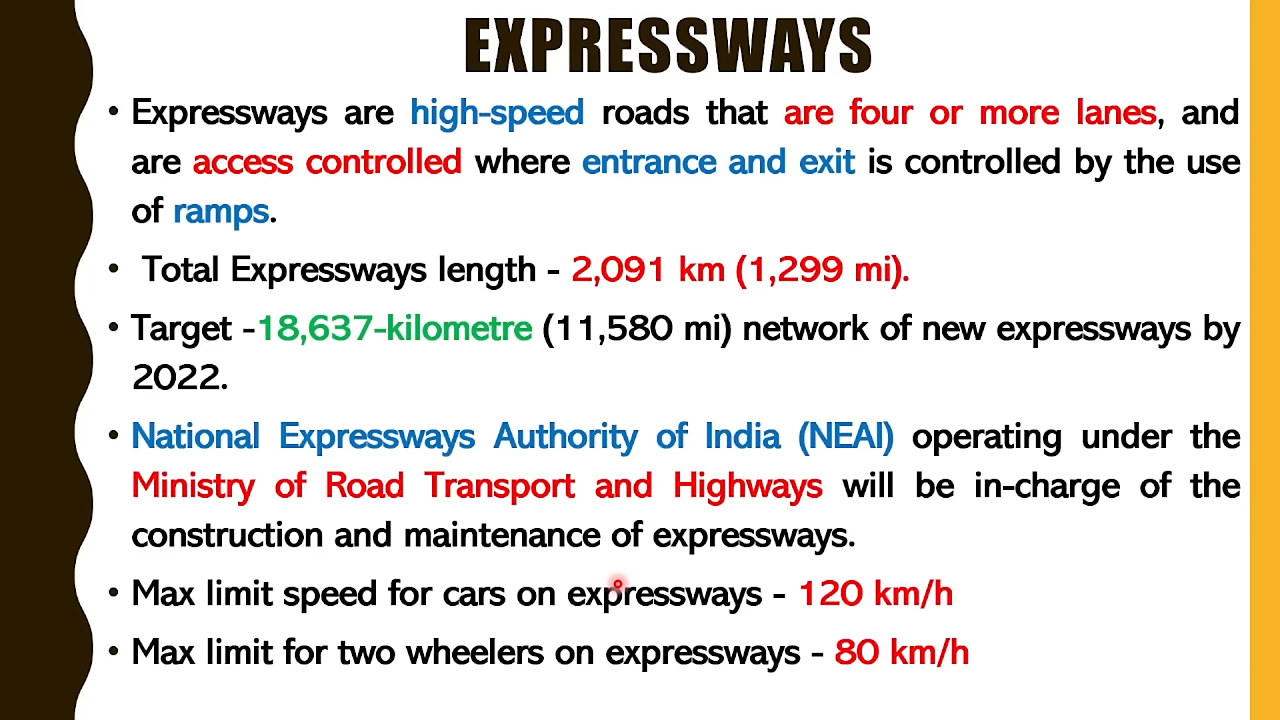 EXPRESSWAYS
• Expressways are high-speed roads that are four or more lanes, and
are access controlled where entrance and exit is controlled by the use
of ramps.
• Total Expressways length - 2,091 km (1,299 mi).
• Target -18,637-kilometre (11,580 mi) network of new expressways by
2022.
• National Expressways Authority of India (NEAI) operating under the
Ministry of Road Transport and Highways will be in-charge of the
construction and maintenance of expressways.
• Max limit speed for cars on expressways - 120 km/h
• Max limit for two wheelers on expressways - 80 km/h